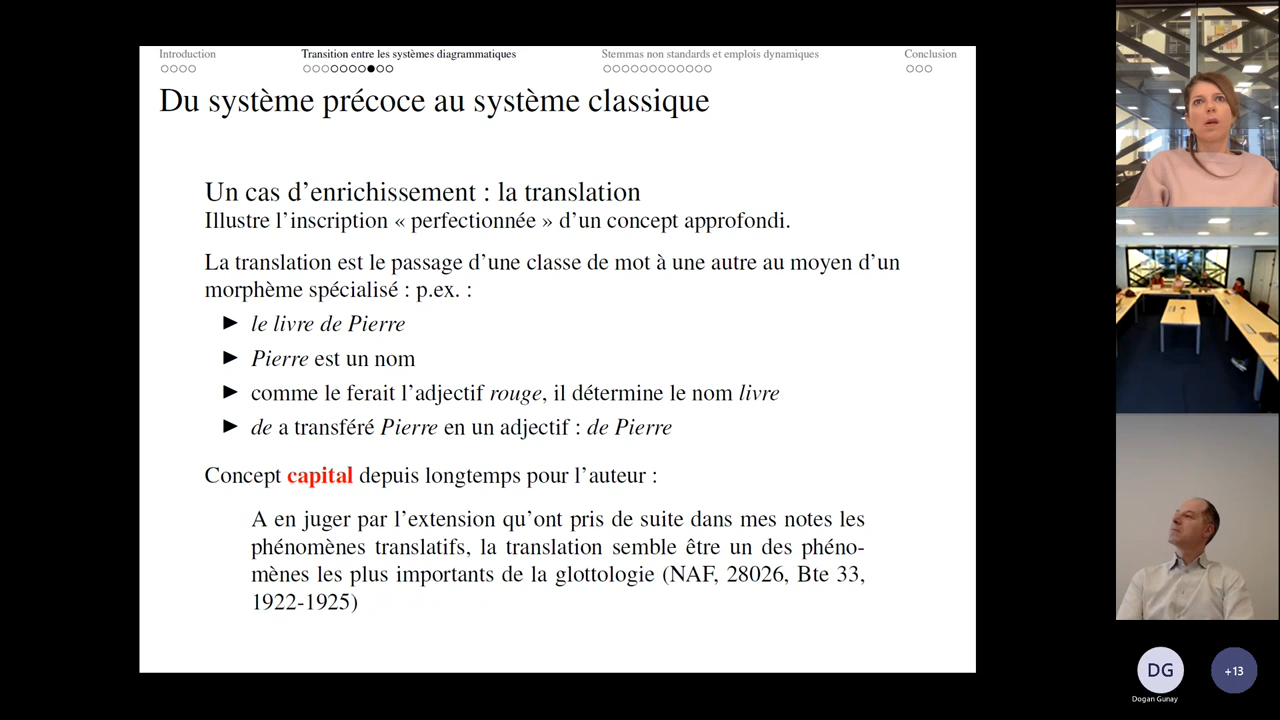 Introduction
Transition entre les systèmes diagrammatiques
Stemmas non standards et emplois dynamiques
Conclusion
Du système précoce au système classique
Un cas d'enrichissement : la translation
Illustre l'inscription « perfectionnée » d'un concept approfondi.
La translation est le passage d'une classe de mot à une autre au moyen d'un
morphème spécialisé : p.ex. :
le livre de Pierre
Pierre est un nom
comme le ferait l'adjectif rouge, il détermine le nom livre
de a transféré Pierre en un adjectif : de Pierre
Concept capital depuis longtemps pour l'auteur :
A en juger par l'extension qu'ont pris de suite dans mes notes les
phénomènes translatifs, la translation semble être un des phéno-
mènes les plus importants de la glottologie (NAF, 28026, Bte 33,
1922-1925)
DG
+13
Dogan Gunay